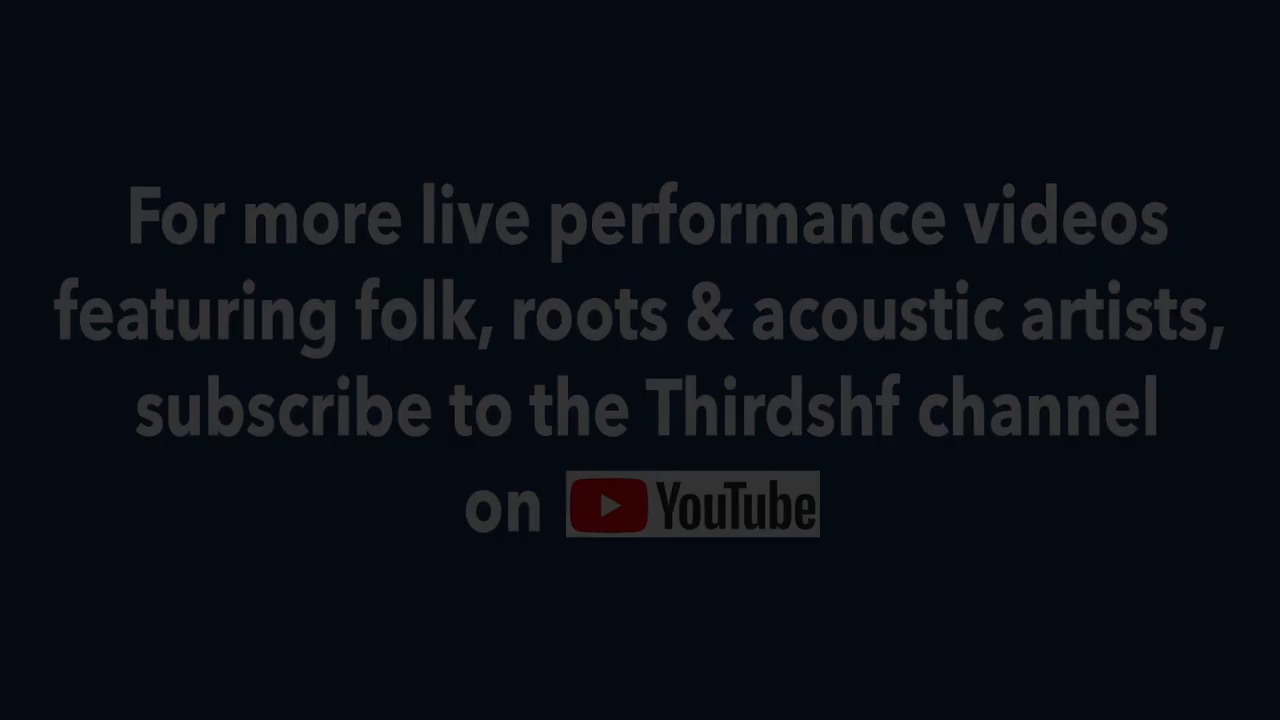 For more live performance videos
featuring folk, roots & acoustic artists,
subscribe to the Thirdshf channel
on YouTube